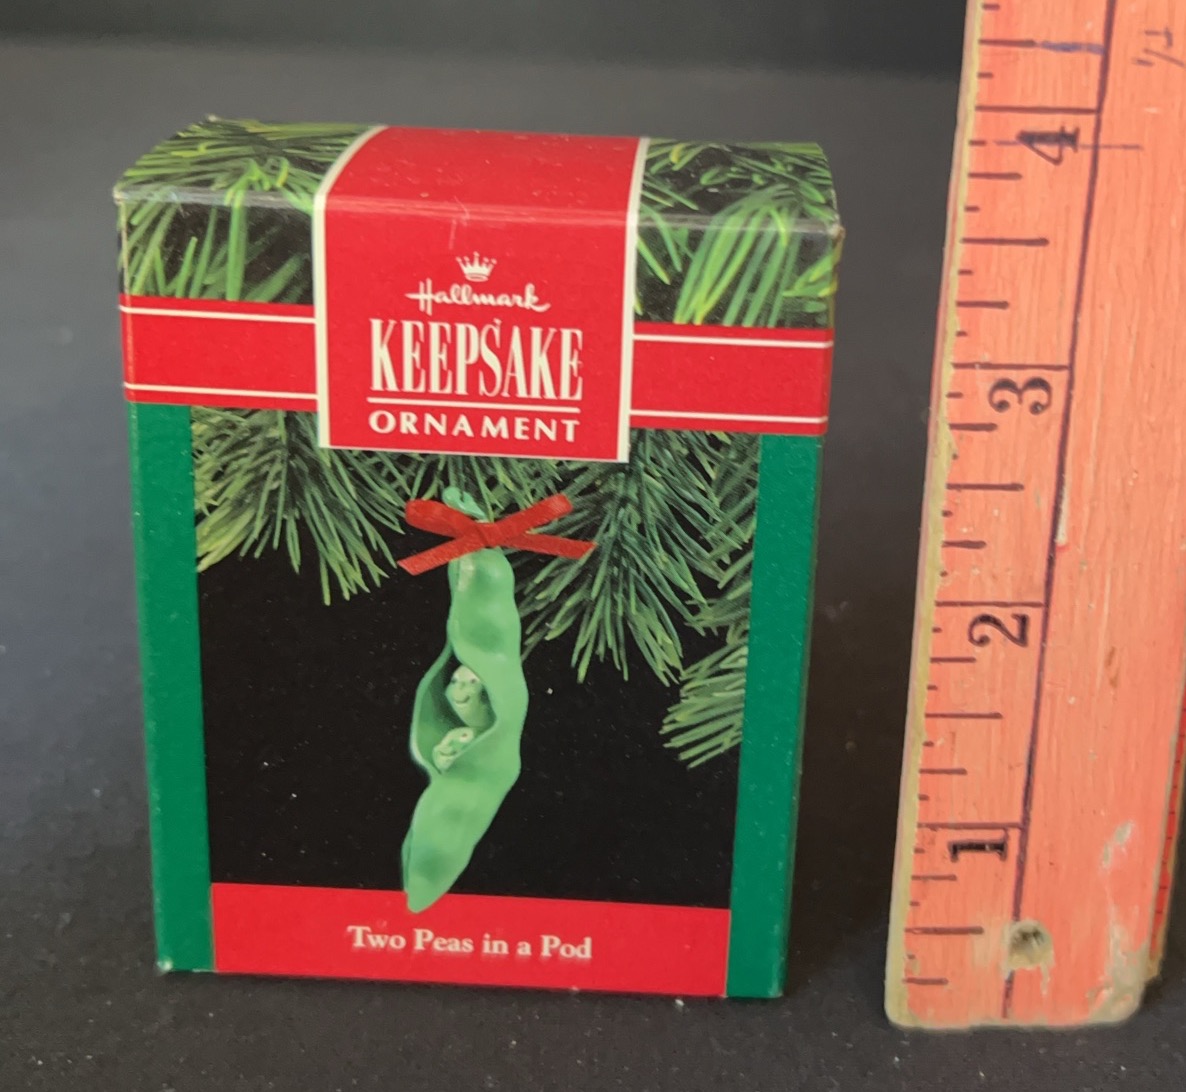 Hallmark
KEEPSAKE
ORNAMENT
Two Peas in a Pod
4
3
2
1